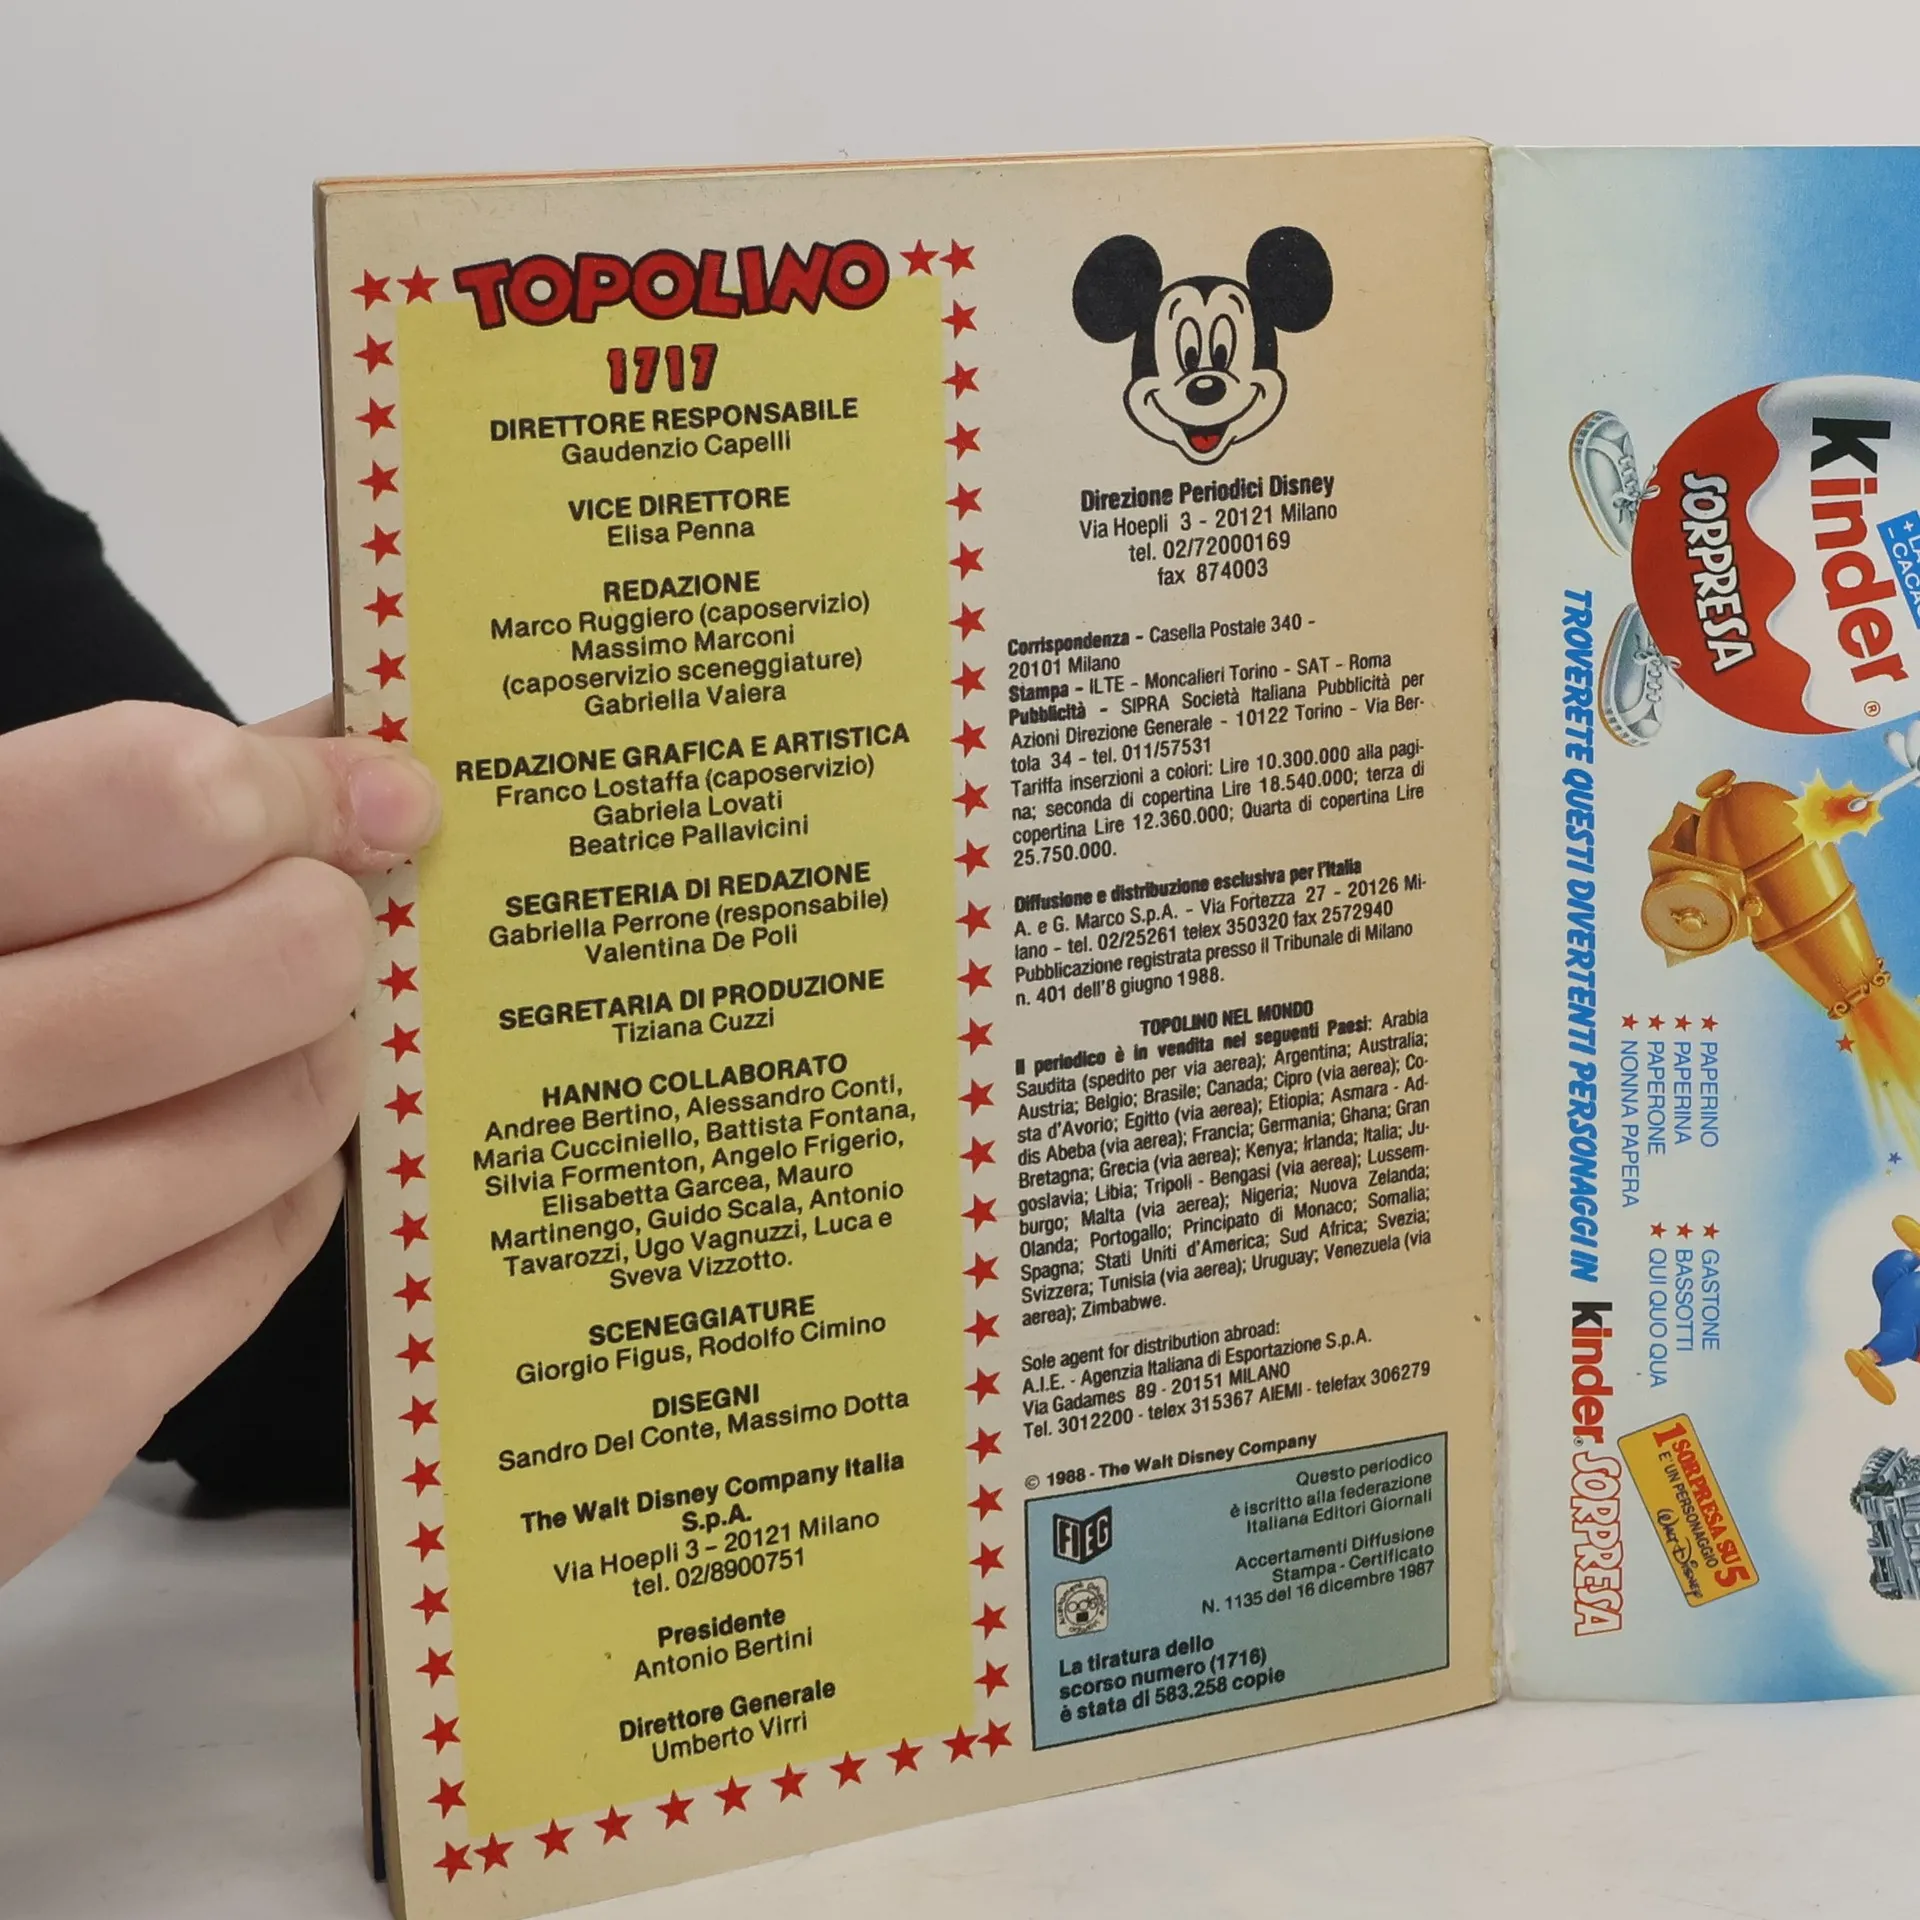 TOPOLINO
1717
DIRETTORE RESPONSABILE
Gaudenzio Capelli
VICE DIRETTORE
Elisa Penna
REDAZIONE
Marco Ruggiero (caposervizio)
Massimo Marconi
(caposervizio sceneggiature)
Gabriella Valera
REDAZIONE GRAFICA E ARTISTICA
Franco Lostaffa (caposervizio)
Gabriela Lovati
Beatrice Pallavicini
SEGRETERIA DI REDAZIONE
Gabriella Perrone (responsabile)
Valentina De Poli
SEGRETARIA DI PRODUZIONE
Tiziana Cuzzi
HANNO COLLABORATO
Andree Bertino, Alessandro Conti,
Maria Cucciniello, Battista Fontana,
Silvia Formenton, Angelo Frigerio,
Elisabetta Garcea, Mauro
Martinengo, Guido Scala, Antonio
Tavarozzi, Ugo Vagnuzzi, Luca e
Sveva Vizzotto.
SCENEGGIATURE
Giorgio Figus, Rodolfo Cimino
DISEGNI
Sandro Del Conte, Massimo Dotta
The Walt Disney Company Italia
S.p.A.
Via Hoepli 3 - 20121 Milano
tel. 02/8900751
Presidente
Antonio Bertini
Direttore Generale
Umberto Virri
Direzione Periodici Disney
Via Hoepli 3 - 20121 Milano
tel. 02/72000169
fax 874003
Corrispondenza - Casella Postale 340 -
20101 Milano
Stampa - ILTE - Moncalieri Torino - SAT - Roma
Pubblicità - SIPRA Società Italiana Pubblicità per
Azioni Direzione Generale - 10122 Torino - Via Ber-
tola 34 - tel. 011/57531
Tariffa inserzioni a colori: Lire 10.300.000 alla pagi-
na; seconda di copertina Lire 18.540.000; terza di
copertina Lire 12.360.000; Quarta di copertina Lire
25.750.000.
Diffusione e distribuzione esclusiva per l'Italia
A. e G. Marco S.p.A. - Via Fortezza 27 - 20126 Mi-
lano - tel. 02/25261 telex 350320 fax 2572940
Pubblicazione registrata presso il Tribunale di Milano
n. 401 dell'8 giugno 1988.
TOPOLINO NEL MONDO
Il periodico è in vendita nei seguenti Paesi: Arabia
Saudita (spedito per via aerea); Argentina; Australia;
Austria; Belgio; Brasile; Canada; Cipro (via aerea); Co-
sta d'Avorio; Egitto (via aerea); Etiopia; Asmara - Ad-
dis Abeba (via aerea); Francia; Germania; Ghana; Gran
Bretagna; Grecia (via aerea); Kenya; Irlanda; Italia; Ju-
goslavia; Libia; Tripoli - Bengasi (via aerea); Lussem-
burgo; Malta (via aerea); Nigeria; Nuova Zelanda;
Olanda; Portogallo; Principato di Monaco; Somalia;
Spagna; Stati Uniti d'America; Sud Africa; Svezia;
Svizzera; Tunisia (via aerea); Uruguay; Venezuela (via
aerea); Zimbabwe.
Sole agent for distribution abroad:
A.I.E. - Agenzia Italiana di Esportazione S.p.A.
Via Gadames 89 - 20151 MILANO
Tel. 3012200 - telex 315367 AIEMI - telefax 306279
© 1988 - The Walt Disney Company
FIEG
Questo periodico
è iscritto alla federazione
Italiana Editori Giornali
Accertamenti Diffusione
Stampa - Certificato
N. 1135 del 16 dicembre 1987
La tiratura dello
scorso numero (1716)
è stata di 583.258 copie
Kinder®
SORPRESA
TROVERETE QUESTI DIVERTENTI PERSONAGGI IN Kinder SORPRESA
★ PAPERINO
★ PAPERINA
★ PAPERONE
★ NONNA PAPERA
★ GASTONE
★ BASSOTTI
★ QUI QUO QUA
1 SORPRESA SU 5
E' UN PERSONAGGIO
WALT DISNEY